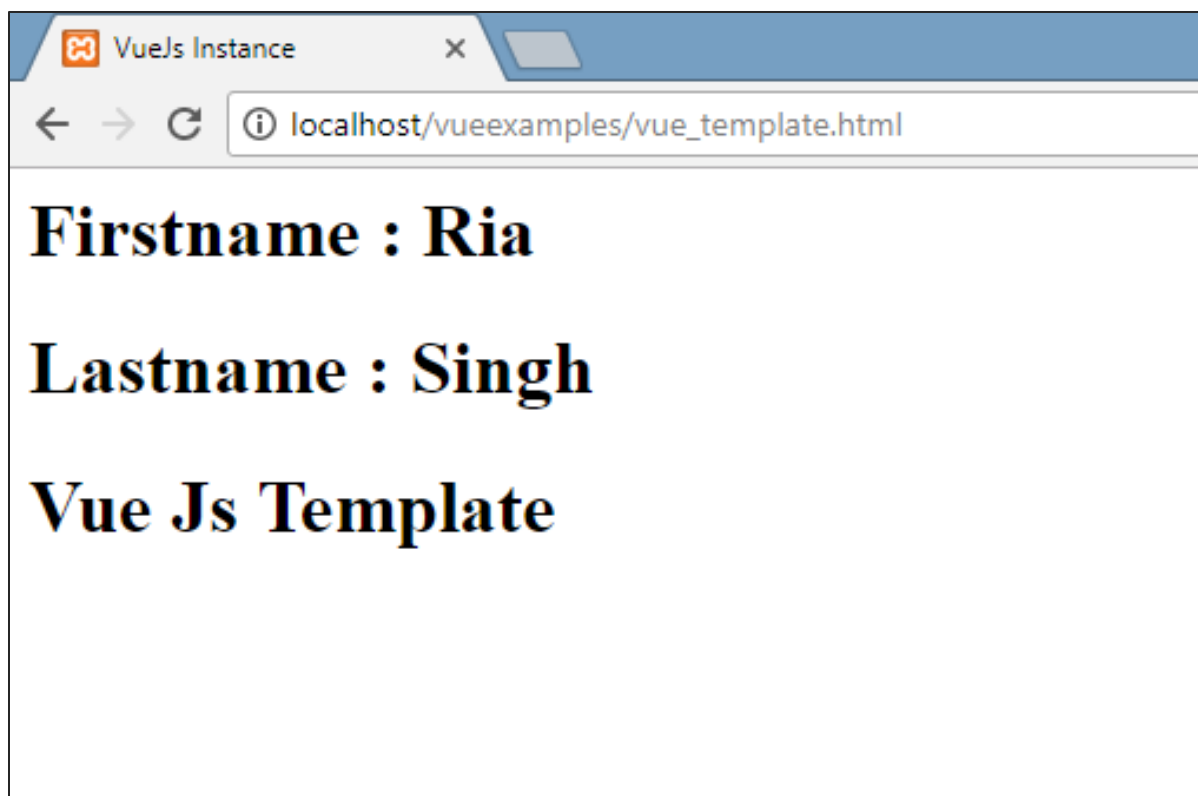 VueJs Instance
localhost/vueexamples/vue_template.html
Firstname : Ria
Lastname : Singh
Vue Js Template